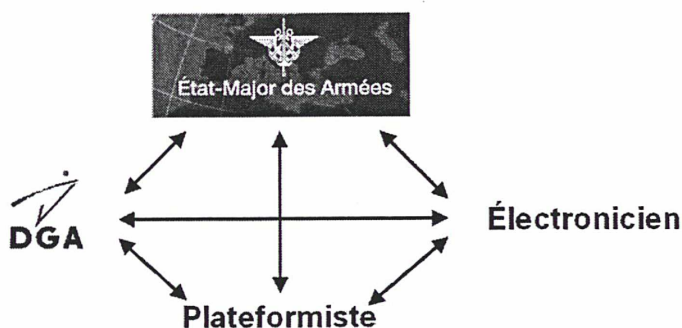 État-Major des Armées
DGA
Électronicien
Plateformiste